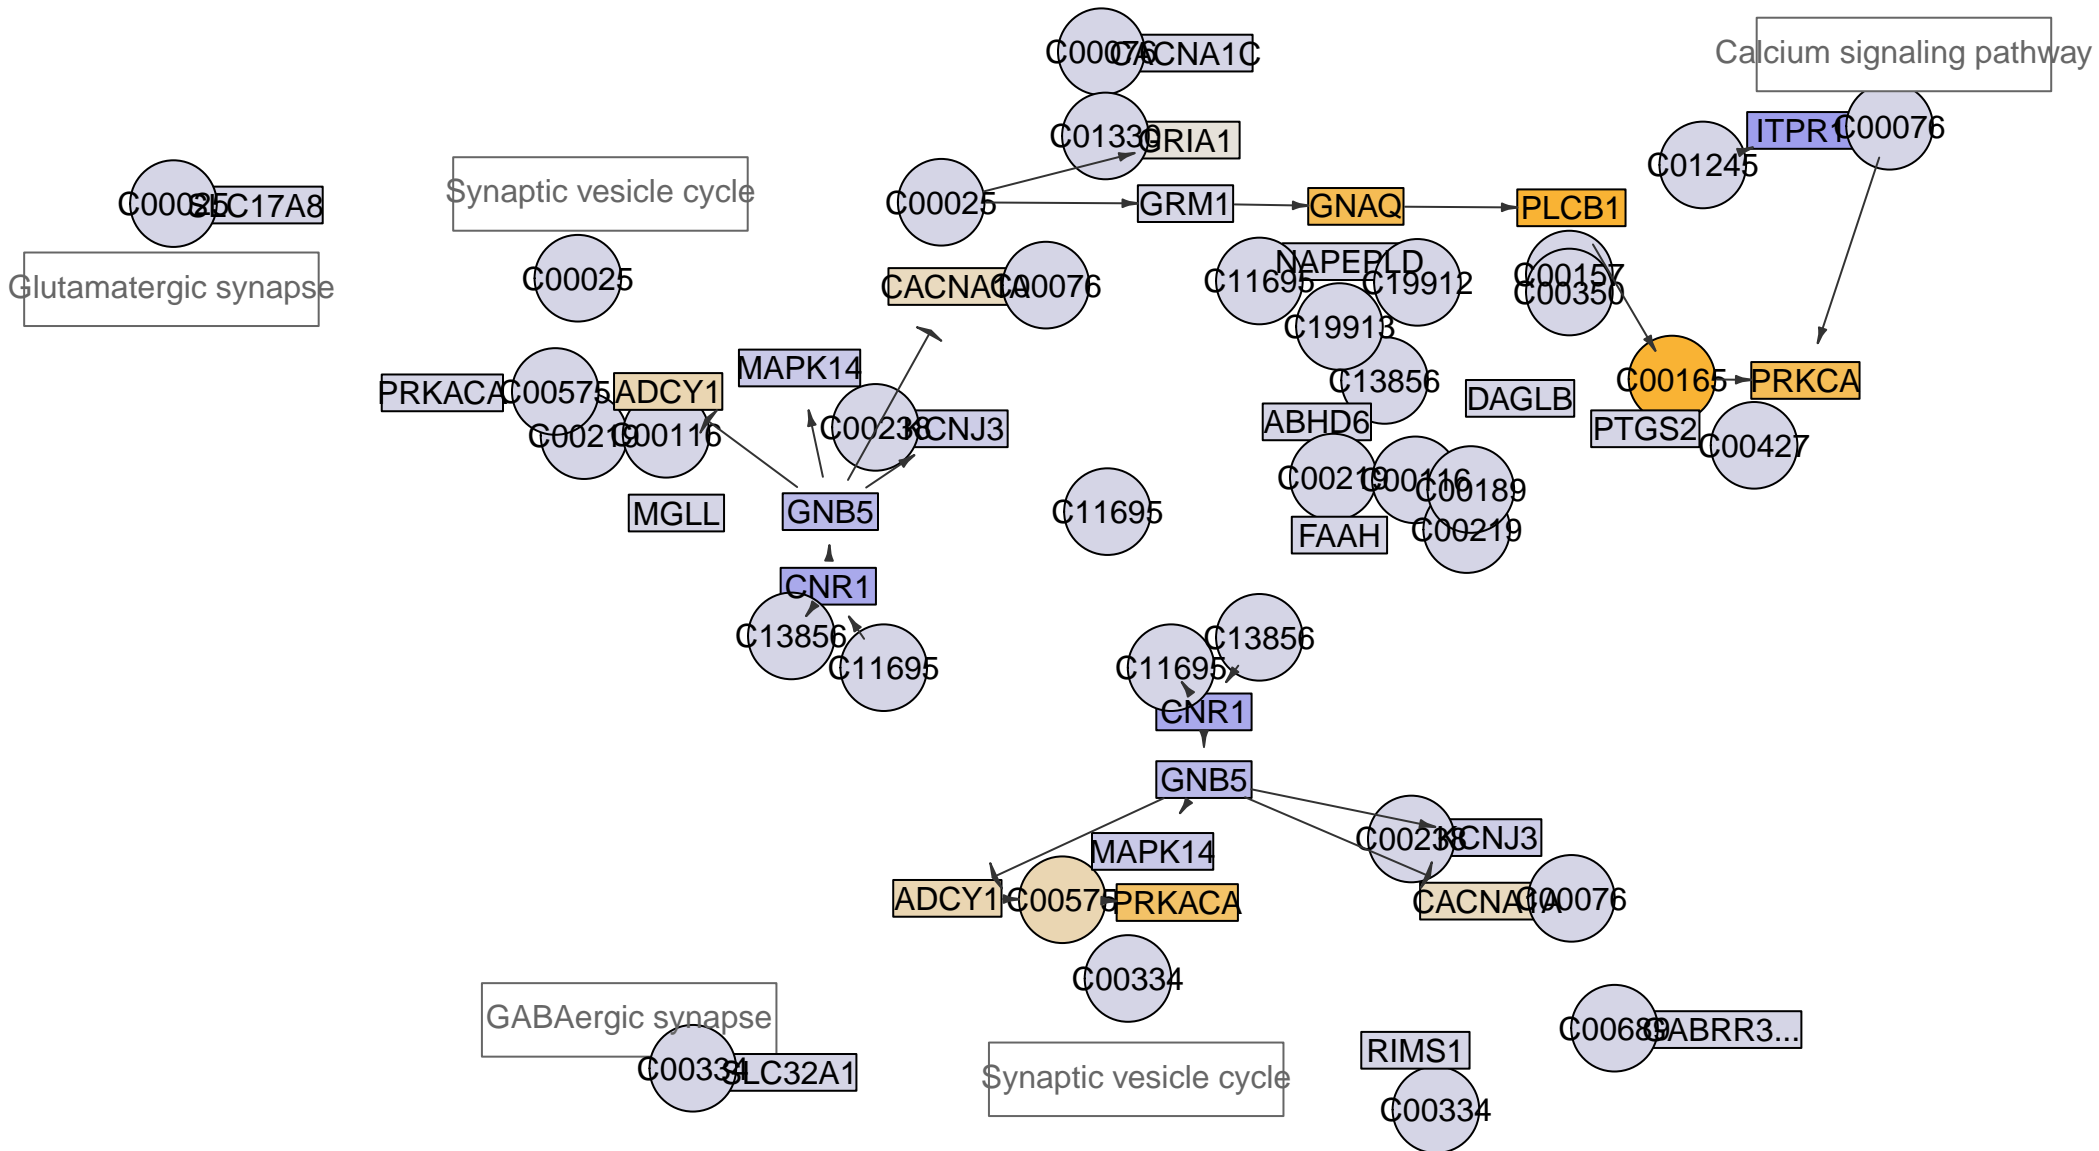 C00076
CACNA1C
Calcium signaling pathway
C01330
GRIA1
ITPR1
C00076
C01245
Synaptic vesicle cycle
C00025
SLC17A8
C00025
GRM1
GNAQ
PLCB1
Glutamatergic synapse
C00025
CACNA1A
C00076
C11695
NAPEPLD
C19912
C00157
C00350
C19913
MAPK14
PRKACA
C00575
ADCY1
C13856
DAGLB
C00165
PRKCA
C00219
C00116
C00238
KCNJ3
ABHD6
PTGS2
C00427
C00219
C00116
C00189
MGLL
GNB5
C11695
FAAH
C00219
CNR1
C13856
C11695
C11695
C13856
CNR1
GNB5
MAPK14
C00238
KCNJ3
ADCY1
C00575
PRKACA
CACNA1A
C00076
C00334
GABAergic synapse
C00334
SLC32A1
Synaptic vesicle cycle
RIMS1
C00334
C00689
GABRR3...